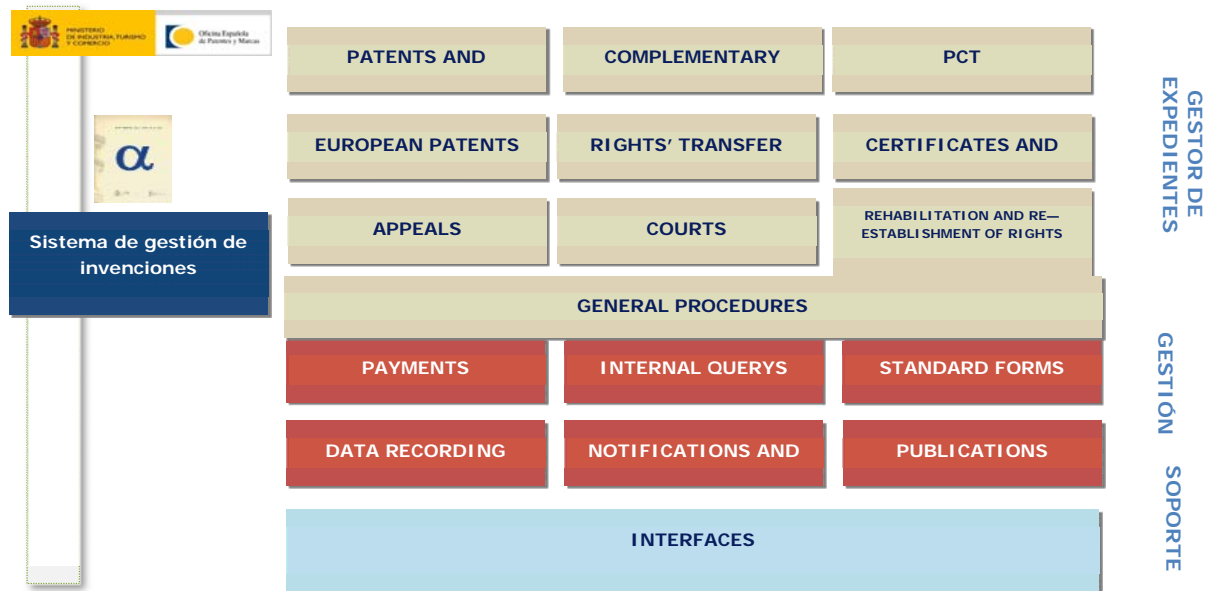 MINISTERIO
DE INDUSTRIA, TURISMO
Y COMERCIO
Oficina Española
de Patentes y Marcas
α
Sistema de gestión de
invenciones
PATENTS AND
COMPLEMENTARY
PCT
EUROPEAN PATENTS
RIGHTS' TRANSFER
CERTIFICATES AND
APPEALS
COURTS
REHABILITATION AND RE—
ESTABLISHMENT OF RIGHTS
GENERAL PROCEDURES
PAYMENTS
INTERNAL QUERYS
STANDARD FORMS
DATA RECORDING
NOTIFICATIONS AND
PUBLICATIONS
INTERFACES
GESTOR DE
EXPEDIENTES
GESTIÓN
SOPORTE